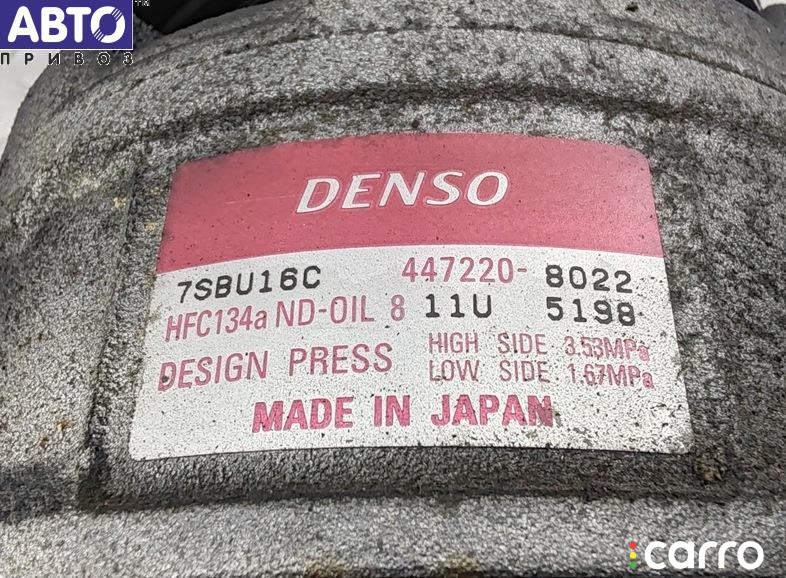 АВТО
ПРИВОЗ
DENSO
7SBU16C 447220-8022
HFC134a ND-OIL 8 11U 5198
DESIGN PRESS HIGH SIDE 3.53MPa
LOW SIDE 1.67MPa
MADE IN JAPAN
carro